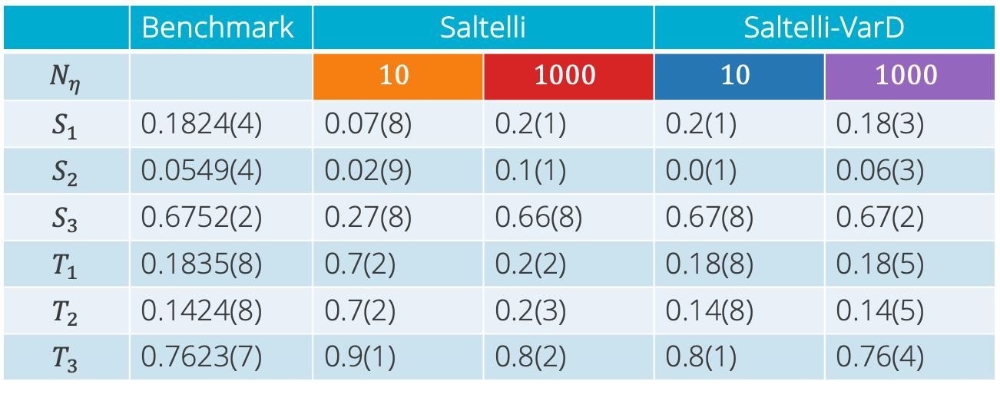 Benchmark Saltelli Saltelli-VarD
N_η 10 1000 10 1000
S_1 0.1824(4) 0.07(8) 0.2(1) 0.2(1) 0.18(3)
S_2 0.0549(4) 0.02(9) 0.1(1) 0.0(1) 0.06(3)
S_3 0.6752(2) 0.27(8) 0.66(8) 0.67(8) 0.67(2)
T_1 0.1835(8) 0.7(2) 0.2(2) 0.18(8) 0.18(5)
T_2 0.1424(8) 0.7(2) 0.2(3) 0.14(8) 0.14(5)
T_3 0.7623(7) 0.9(1) 0.8(2) 0.8(1) 0.76(4)